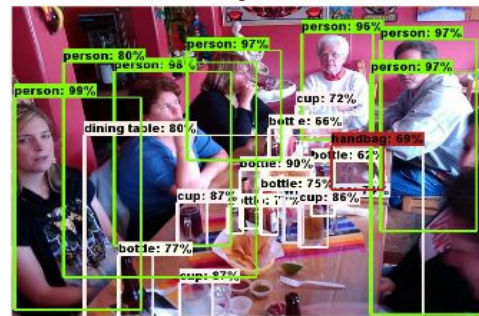 person: 96%
person: 97%
person: 97%
person: 80%
person: 98%
person: 97%
person: 99%
cup: 72%
bottle: 66%
dining table: 80%
handbag: 69%
bottle: 62%
bottle: 90%
bottle: 75%
cup: 87%
cup: 86%
bottle: 77%
cup: 87%